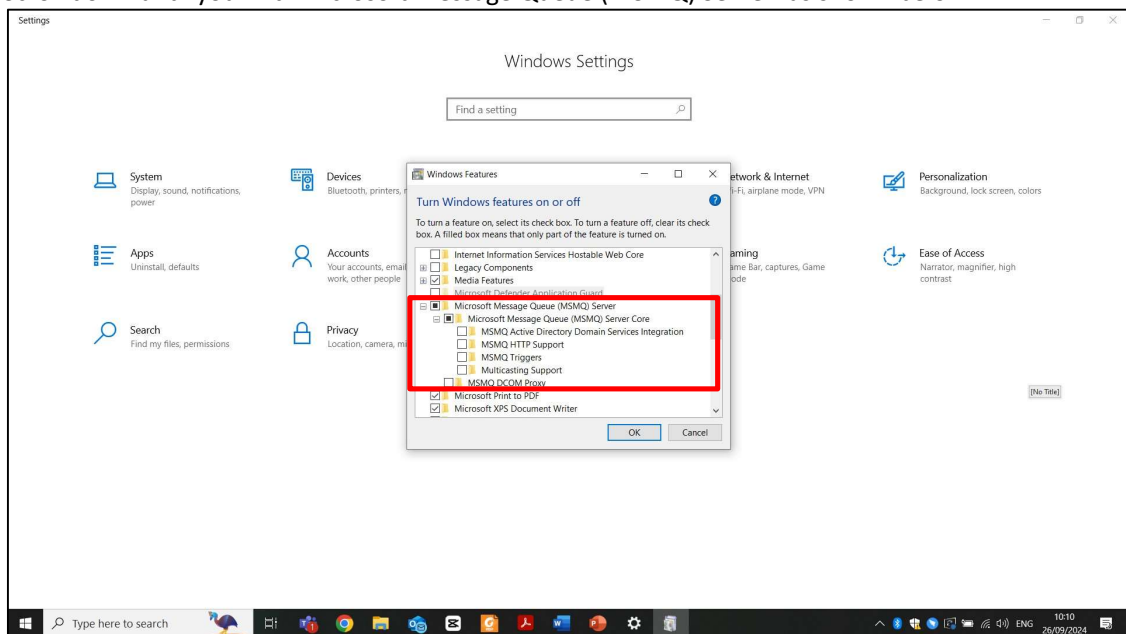 Microsoft Message Queue (MSMQ) Server
Settings
Windows Settings
Find a setting
System
Display, sound, notifications,
power
Devices
Bluetooth, printers,
etwork & Internet
i-Fi, airplane mode, VPN
Personalization
Background, lock screen, colors
Apps
Uninstall, defaults
Accounts
Your accounts, email
work, other people
aming
ame Bar, captures, Game
ode
Ease of Access
Narrator, magnifier, high
contrast
Search
Find my files, permissions
Privacy
Location, camera,
Windows Features
Turn Windows features on or off
To turn a feature on, select its check box. To turn a feature off, clear its check
box. A filled box means that only part of the feature is turned on.
Internet Information Services Hostable Web Core
Legacy Components
Media Features
Microsoft Defender Application Guard
Microsoft Message Queue (MSMQ) Server
Microsoft Message Queue (MSMQ) Server Core
MSMQ Active Directory Domain Services Integration
MSMQ HTTP Support
MSMQ Triggers
Multicasting Support
MSMQ DCOM Proxy
Microsoft Print to PDF
Microsoft XPS Document Writer
OK
Cancel
[No Title]
Type here to search
ENG
10:10
26/09/2024